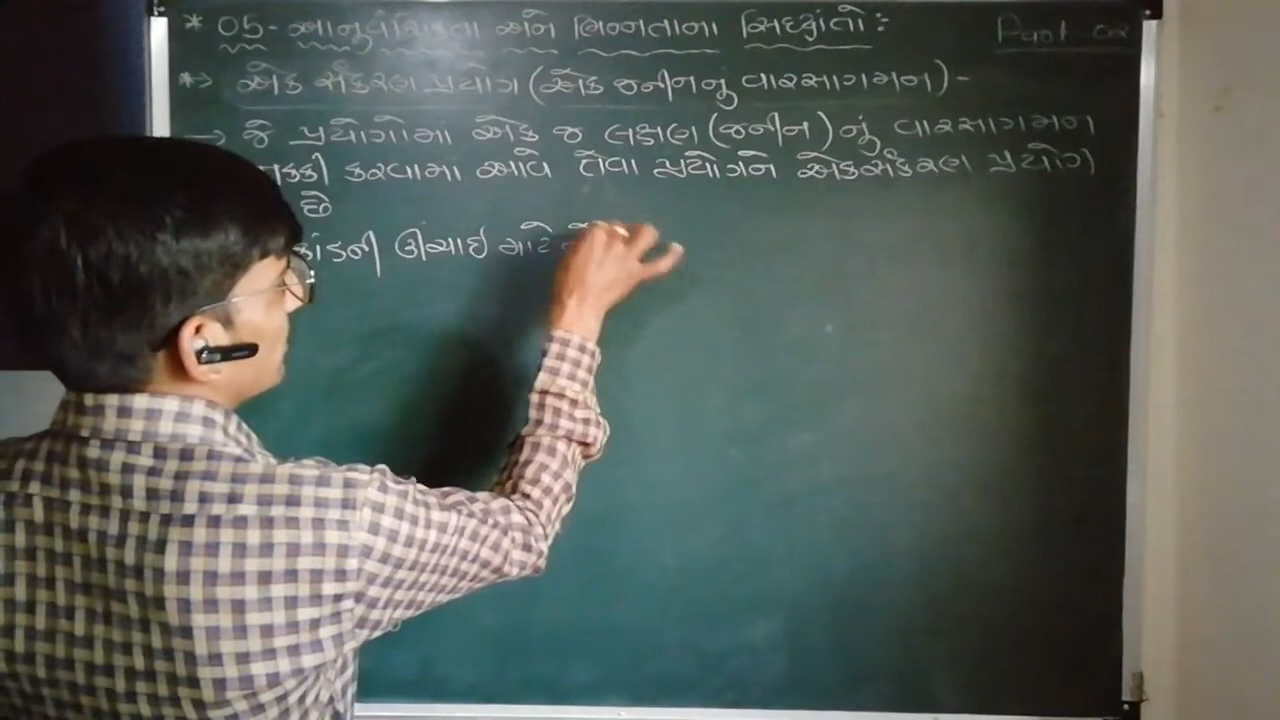 * 05- આનુવંશિકતા અને ભિન્નતાના સિદ્ધાંતો: Part 02
*→ એક સંકરણ પ્રયોગ (એક જનીનનું વારસાગમન) -
→ જે પ્રયોગોમાં એક જ લક્ષણ (જનીન) નું વારસાગમન
નક્કી કરવામાં આવે તેવા પ્રયોગને એકસંકરણ પ્રયોગ
છે
કાંડની ઊંચાઈ માટે